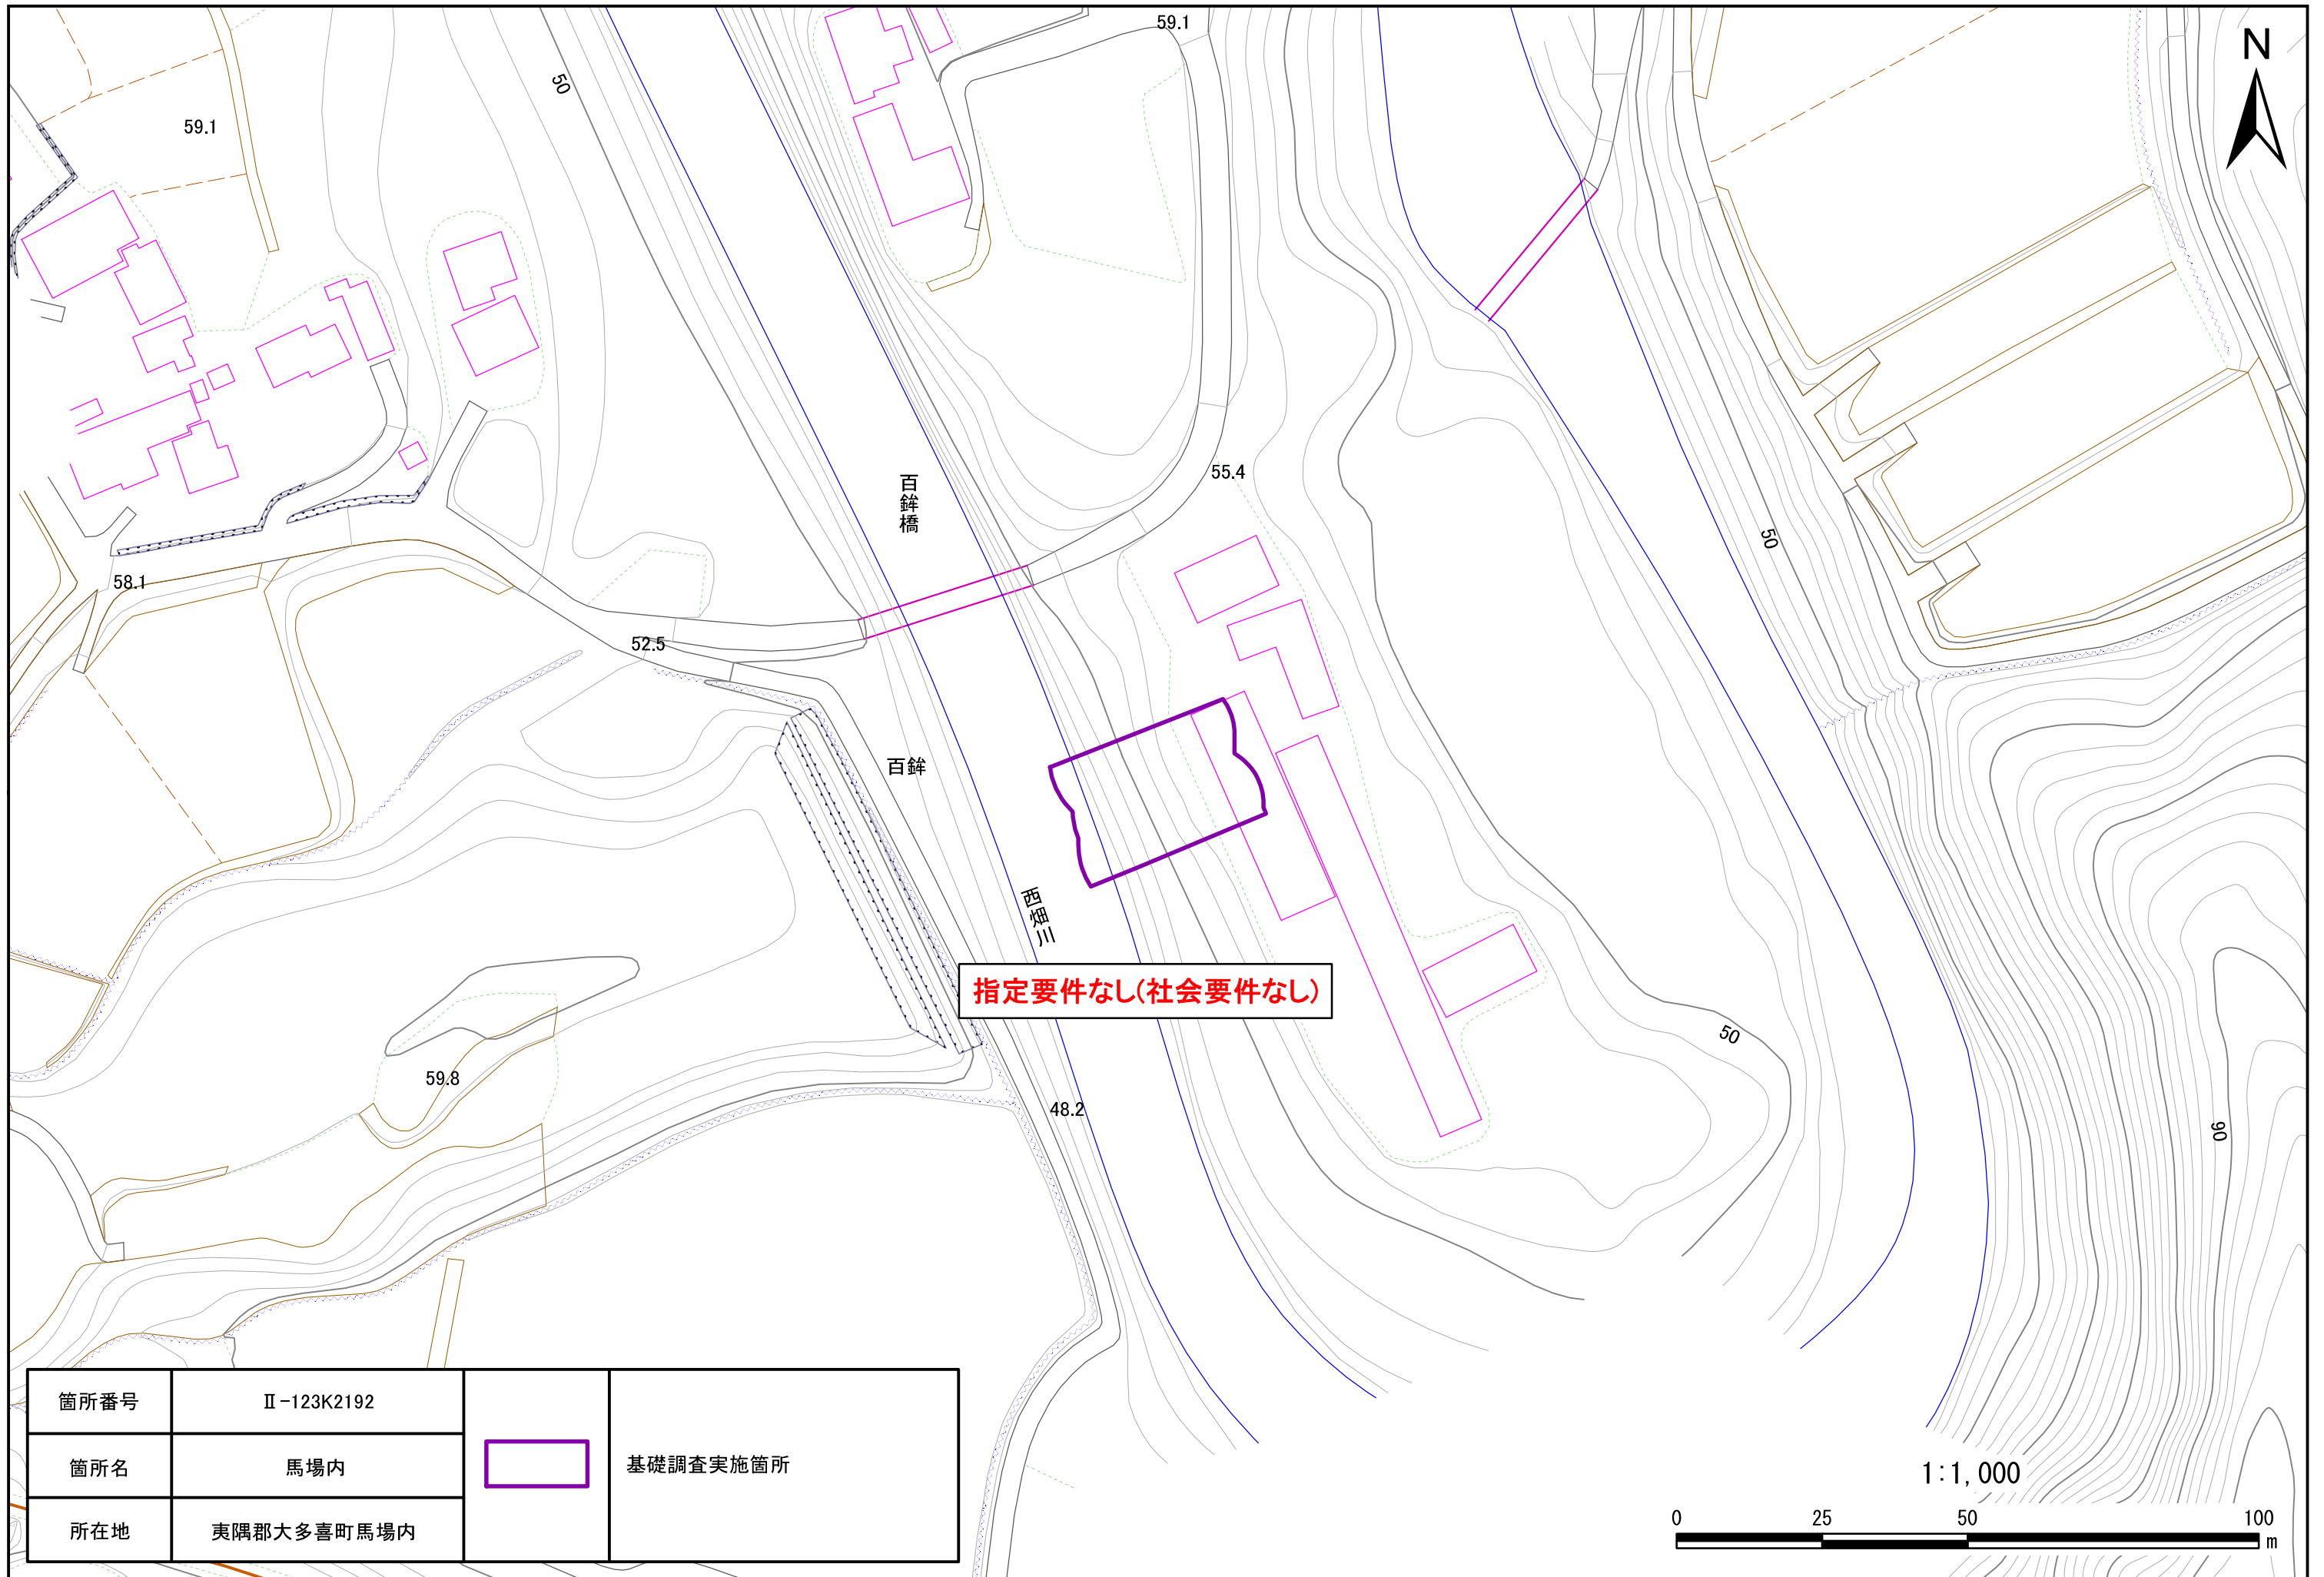 59.1
N
50
59.1
55.4
百鉾橋
50
58.1
52.5
百鉾
西畑川
指定要件なし(社会要件なし)
50
59.8
48.2
90
箇所番号 Ⅱ-123K2192
箇所名 馬場内
所在地 夷隅郡大多喜町馬場内
基礎調査実施箇所
1:1,000
0 25 50 100
m